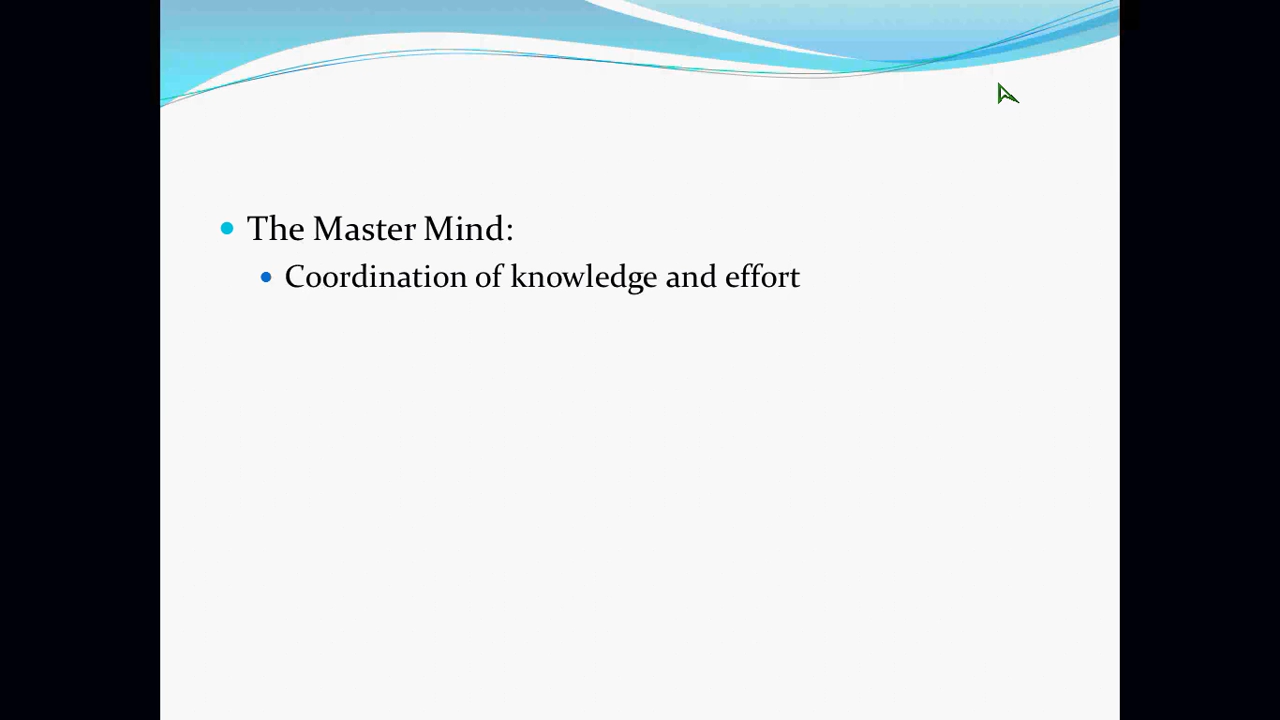 The Master Mind:
Coordination of knowledge and effort